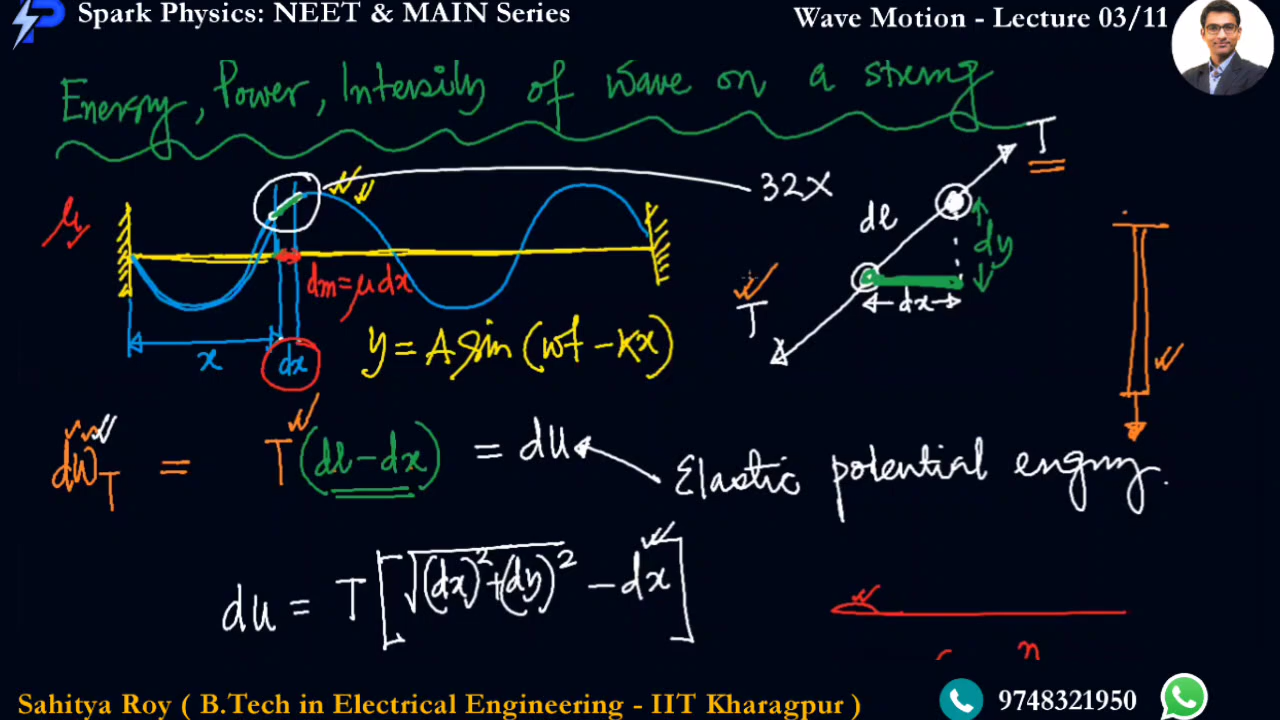 Spark Physics: NEET & MAIN Series
Wave Motion - Lecture 03/11
Energy, Power, Intensity of wave on a string
T
32X
μ
dl
dy
dm = μdx
T
dx
x
dx
y = A sin (wt - Kx)
dW_T = T (dl - dx) = du
Elastic potential engny.
du = T [√(dx)² + (dy)² - dx]
n
Sahitya Roy ( B.Tech in Electrical Engineering - IIT Kharagpur )
9748321950